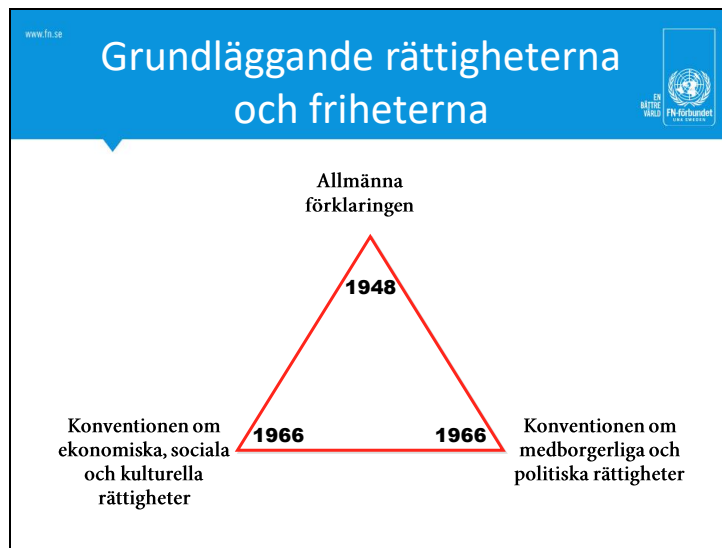 www.fn.se
Grundläggande rättigheterna
och friheterna
EN
BÄTTRE
VÄRLD
FN-förbundet
UNA SWEDEN
Allmänna
förklaringen
1948
1966
1966
Konventionen om
ekonomiska, sociala
och kulturella
rättigheter
Konventionen om
medborgerliga och
politiska rättigheter